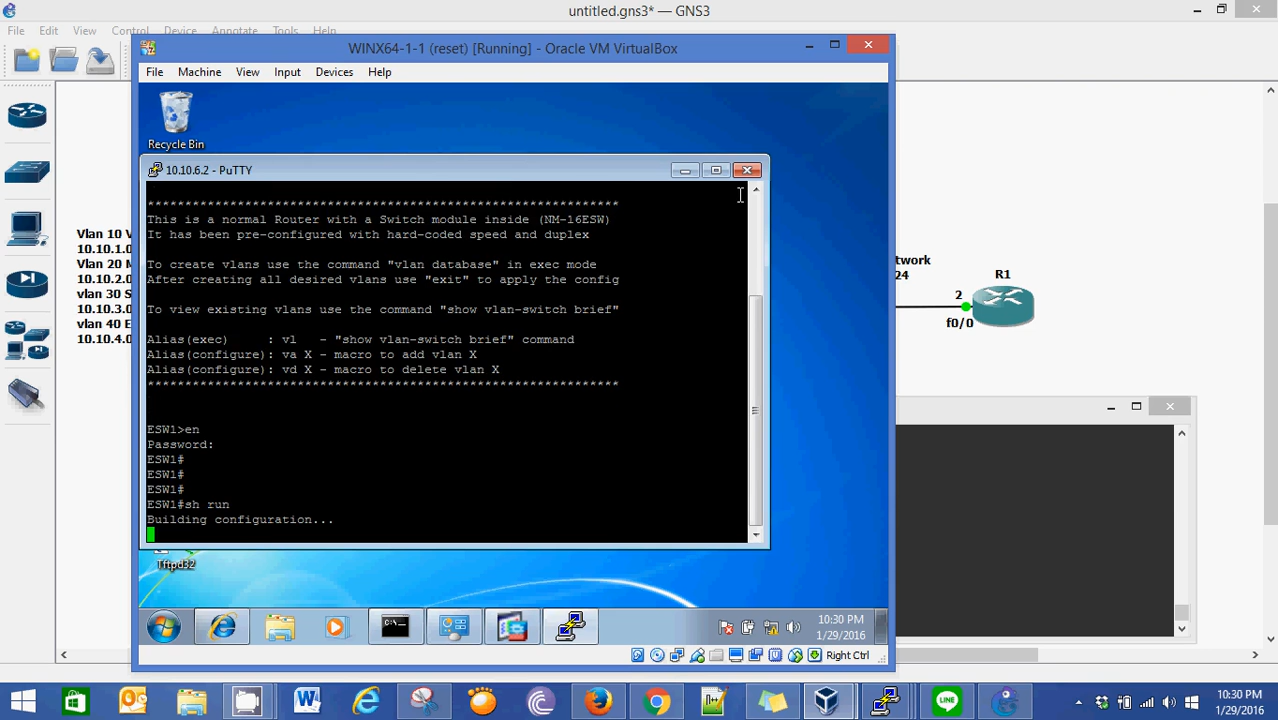 untitled.gns3* — GNS3
File Edit View Control Device Annotate Tools Help
WINX64-1-1 (reset) [Running] - Oracle VM VirtualBox
File Machine View Input Devices Help
Recycle Bin
10.10.6.2 - PuTTY
***************************************************************
This is a normal Router with a Switch module inside (NM-16ESW)
It has been pre-configured with hard-coded speed and duplex
To create vlans use the command "vlan database" in exec mode
After creating all desired vlans use "exit" to apply the config
To view existing vlans use the command "show vlan-switch brief"
Alias(exec)     : vl   - "show vlan-switch brief" command
Alias(configure): va X - macro to add vlan X
Alias(configure): vd X - macro to delete vlan X
***************************************************************
ESW1>en
Password:
ESW1#
ESW1#
ESW1#
ESW1#sh run
Building configuration...
Vlan 10 V
10.10.1.0
Vlan 20 M
10.10.2.0
vlan 30 S
10.10.3.0
vlan 40 E
10.10.4.0
twork
24
R1
2
f0/0
Tftpd32
C:\_
10:30 PM
1/29/2016
Right Ctrl
W
LINE
10:30 PM
1/29/2016